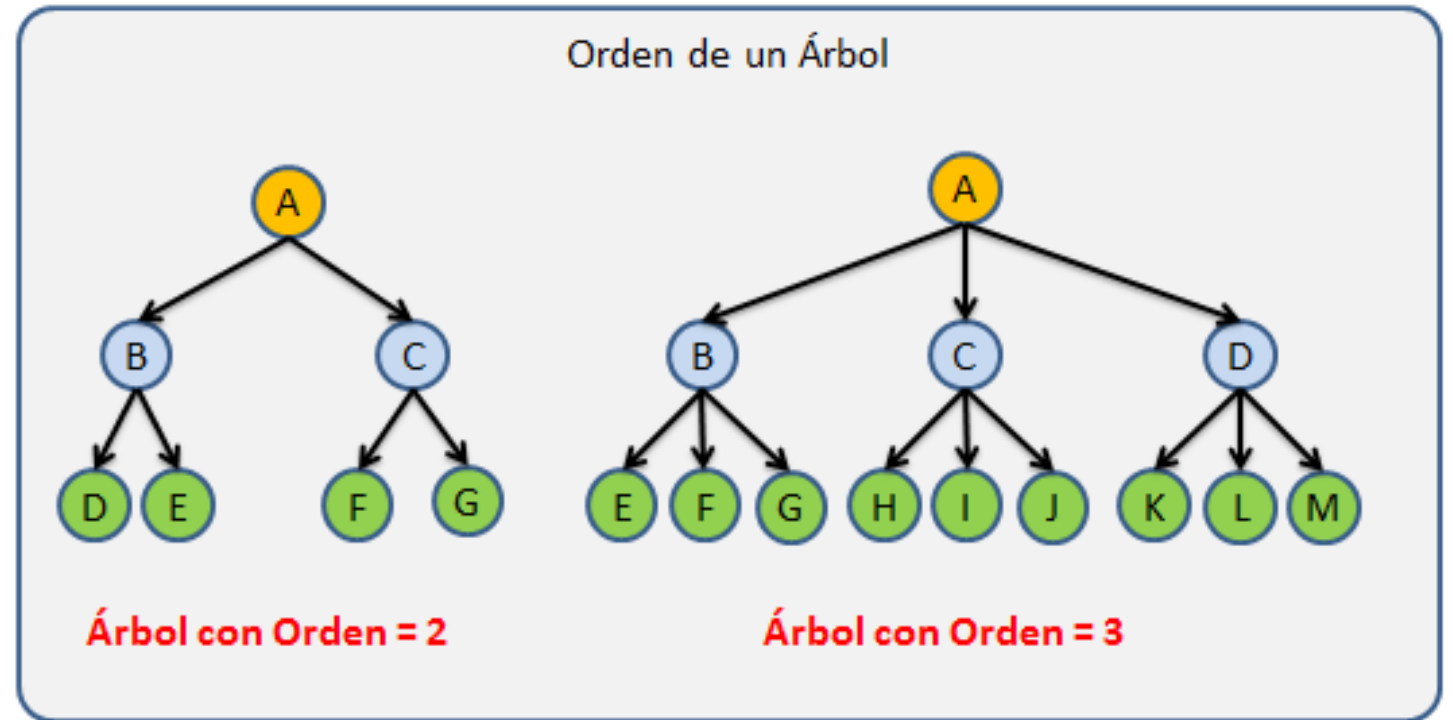 Orden de un Árbol
A
B
C
D
E
F
G
Árbol con Orden = 2
A
B
C
D
E
F
G
H
I
J
K
L
M
Árbol con Orden = 3